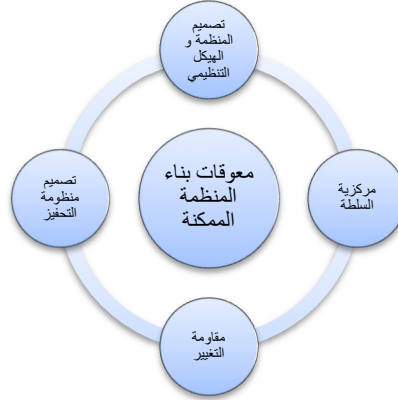 تصميم
المنظمة و
الهيكل
التنظيمي
معوقات بناء
المنظمة
الممكنة
مركزية
السلطة
مقاومة
التغيير
تصميم
منظومة
التحفيز